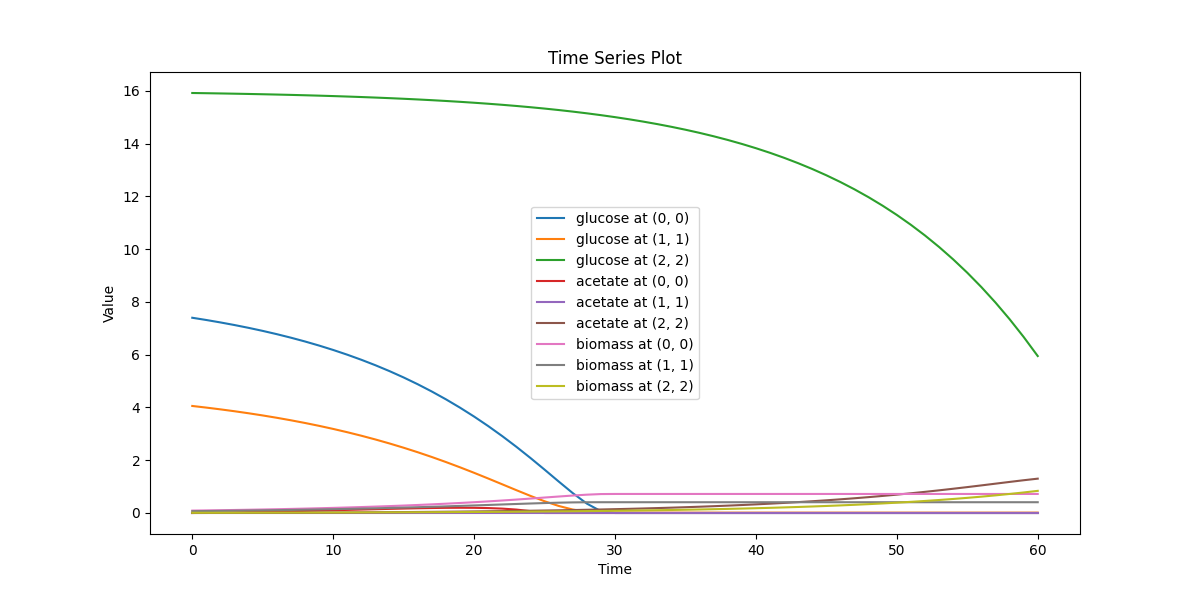 Time Series Plot
Value
16
14
12
10
8
6
4
2
0
glucose at (0, 0)
glucose at (1, 1)
glucose at (2, 2)
acetate at (0, 0)
acetate at (1, 1)
acetate at (2, 2)
biomass at (0, 0)
biomass at (1, 1)
biomass at (2, 2)
0 10 20 30 40 50 60
Time